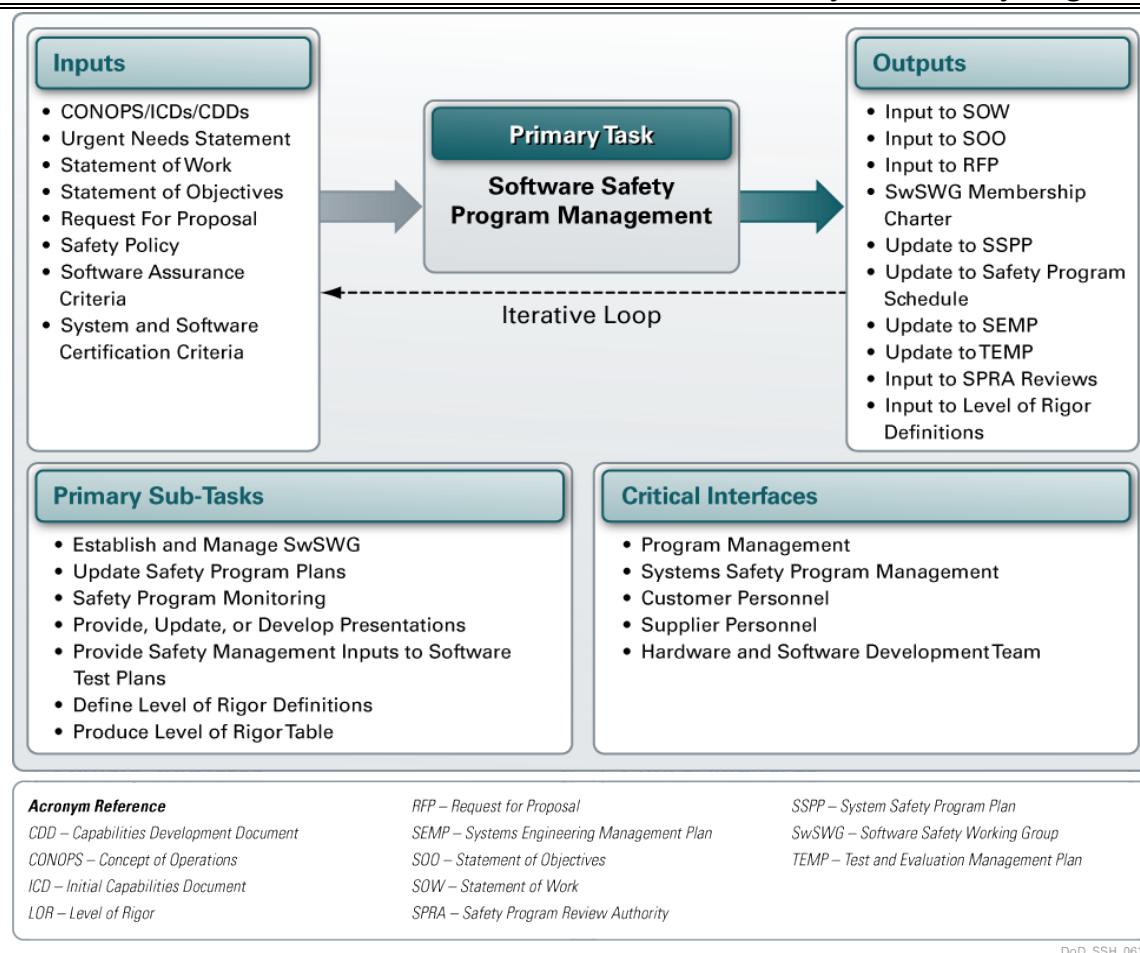 Inputs
• CONOPS/ICDs/CDDs
• Urgent Needs Statement
• Statement of Work
• Statement of Objectives
• Request For Proposal
• Safety Policy
• Software Assurance
Criteria
• System and Software
Certification Criteria
Primary Task
Software Safety
Program Management
Iterative Loop
Outputs
• Input to SOW
• Input to SOO
• Input to RFP
• SwSWG Membership
Charter
• Update to SSPP
• Update to Safety Program
Schedule
• Update to SEMP
• Update to TEMP
• Input to SPRA Reviews
• Input to Level of Rigor
Definitions
Primary Sub-Tasks
• Establish and Manage SwSWG
• Update Safety Program Plans
• Safety Program Monitoring
• Provide, Update, or Develop Presentations
• Provide Safety Management Inputs to Software
Test Plans
• Define Level of Rigor Definitions
• Produce Level of Rigor Table
Critical Interfaces
• Program Management
• Systems Safety Program Management
• Customer Personnel
• Supplier Personnel
• Hardware and Software Development Team
Acronym Reference
CDD – Capabilities Development Document
CONOPS – Concept of Operations
ICD – Initial Capabilities Document
LOR – Level of Rigor
RFP – Request for Proposal
SEMP – Systems Engineering Management Plan
SOO – Statement of Objectives
SOW – Statement of Work
SPRA – Safety Program Review Authority
SSPP – System Safety Program Plan
SwSWG – Software Safety Working Group
TEMP – Test and Evaluation Management Plan